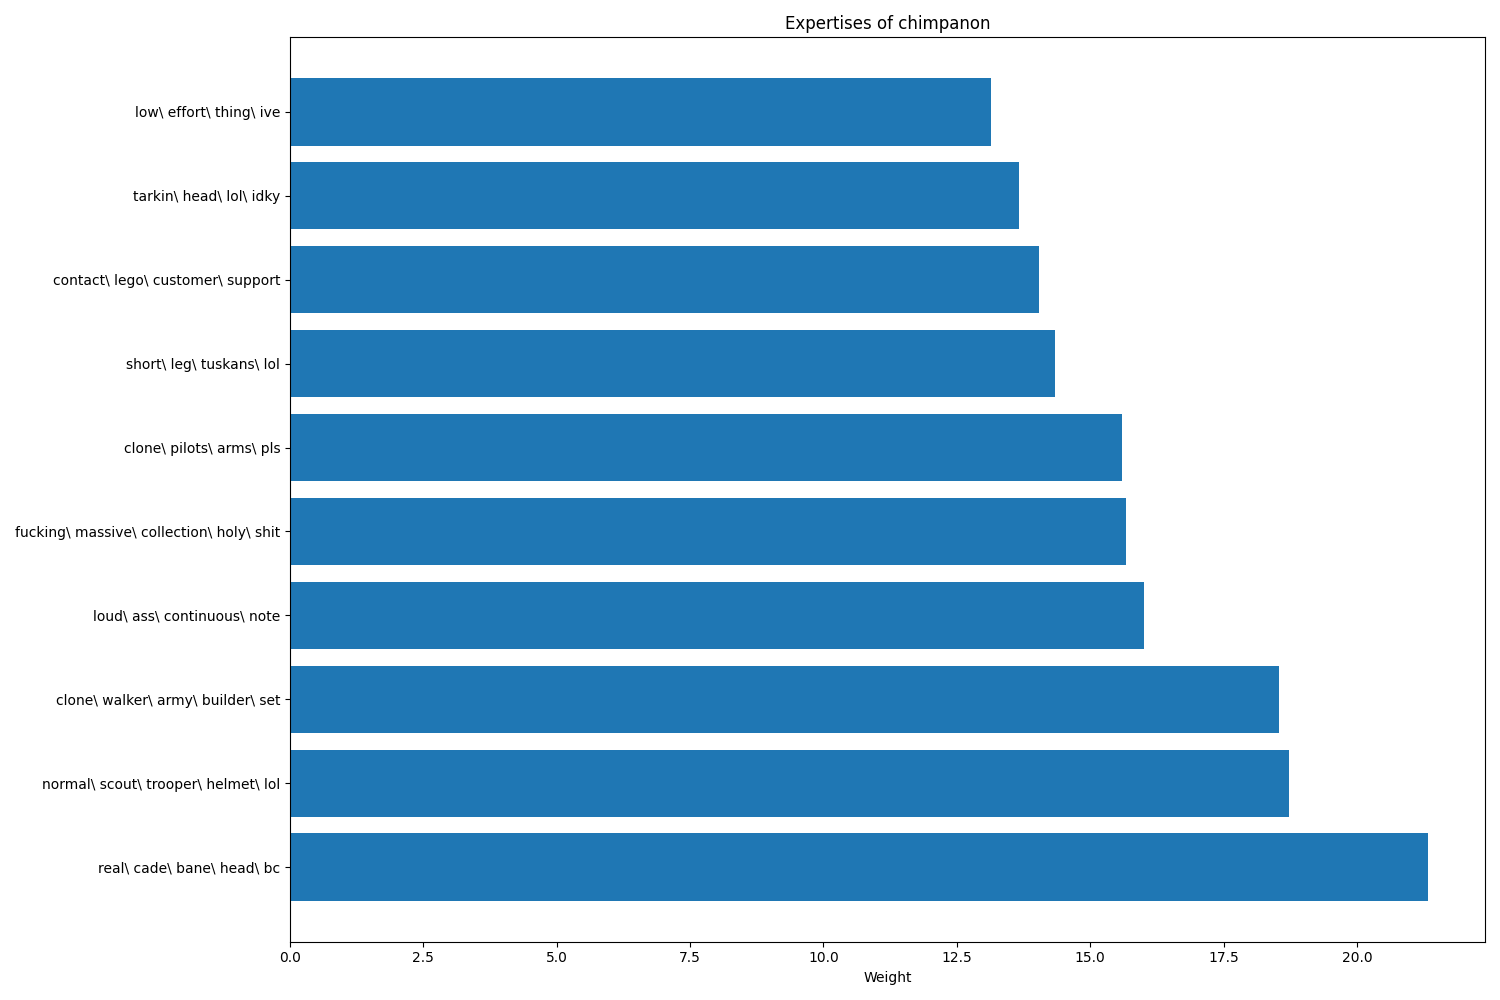 Expertises of chimpanon
low\ effort\ thing\ ive
tarkin\ head\ lol\ idky
contact\ lego\ customer\ support
short\ leg\ tuskans\ lol
clone\ pilots\ arms\ pls
fucking\ massive\ collection\ holy\ shit
loud\ ass\ continuous\ note
clone\ walker\ army\ builder\ set
normal\ scout\ trooper\ helmet\ lol
real\ cade\ bane\ head\ bc
0.0 2.5 5.0 7.5 10.0 12.5 15.0 17.5 20.0
Weight